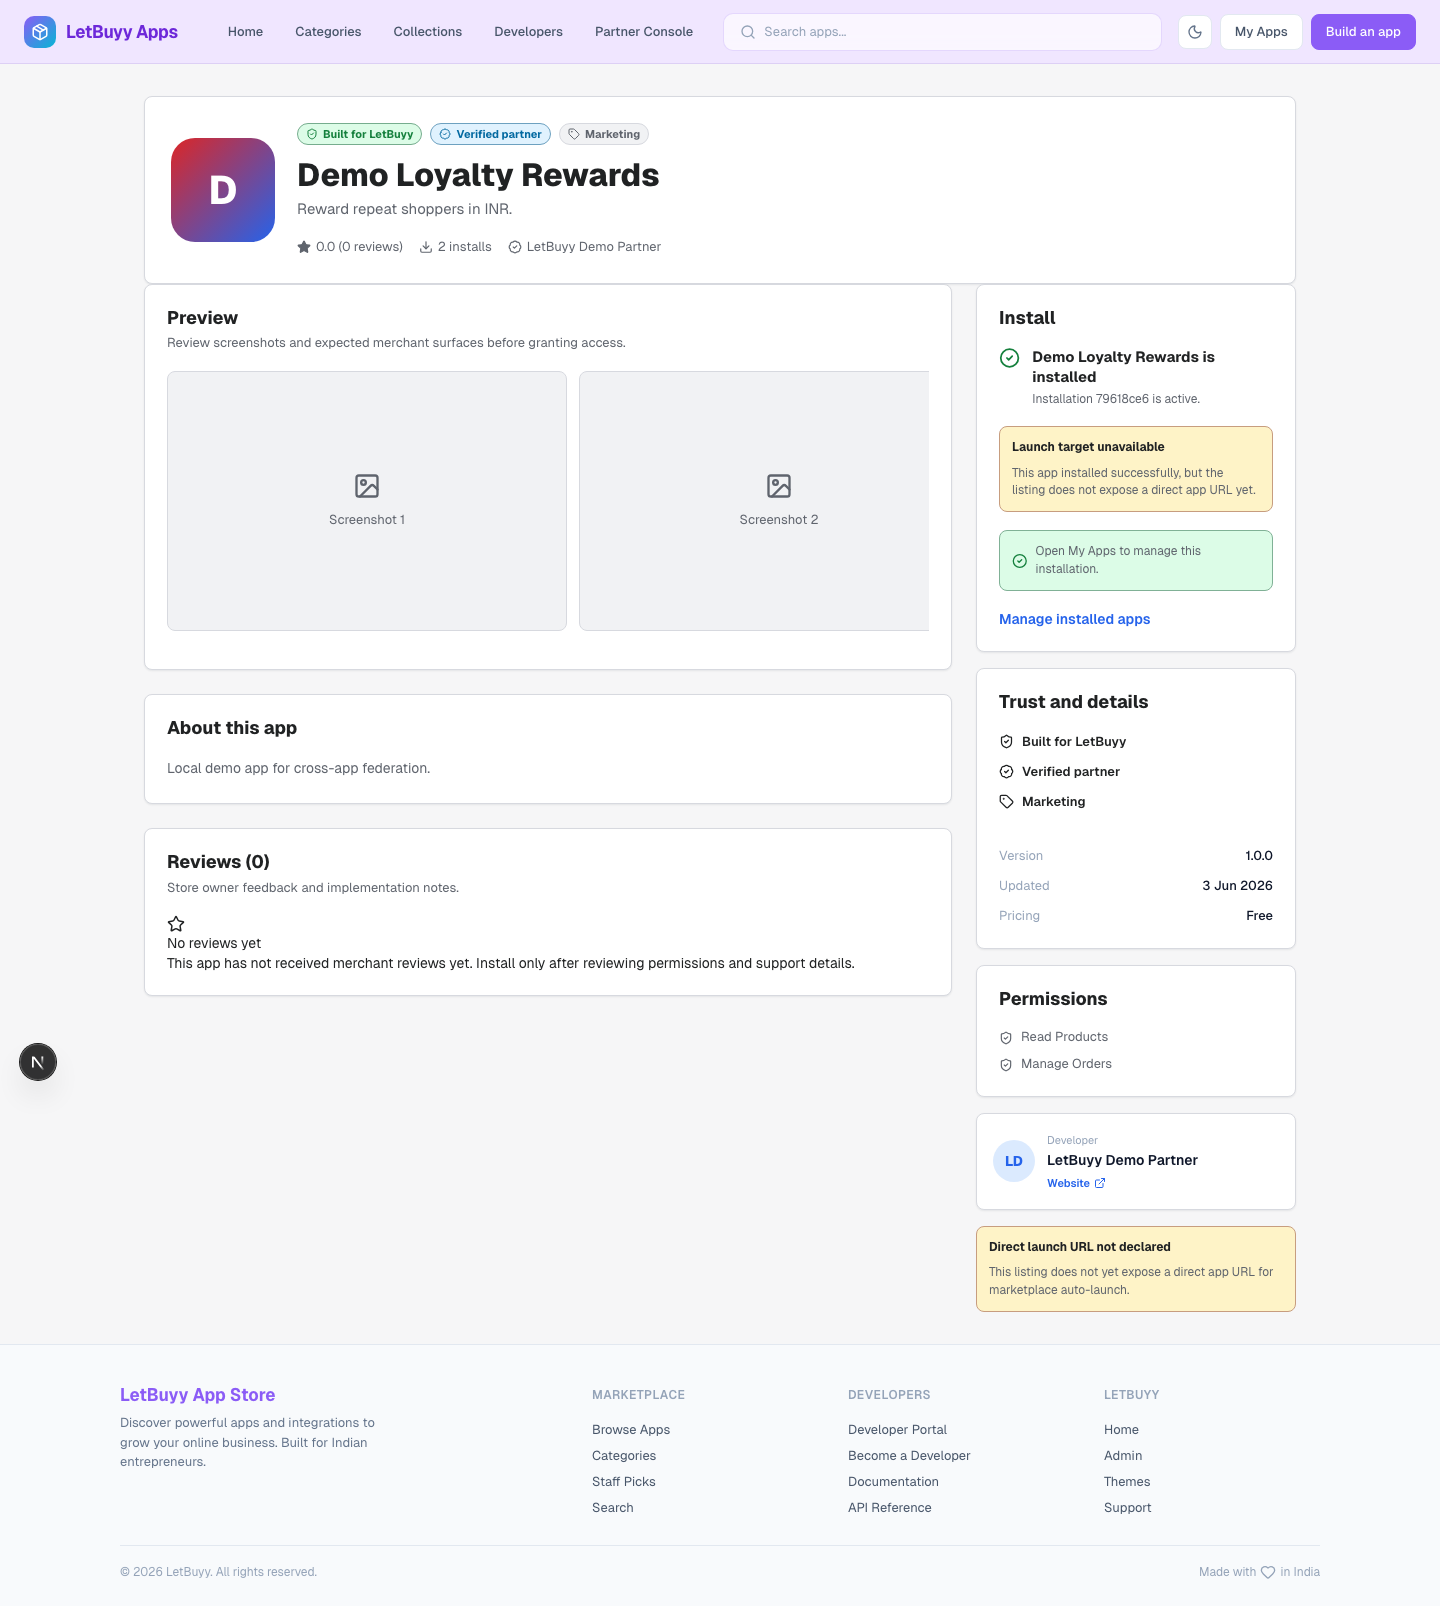 LetBuyy Apps
Home
Categories
Collections
Developers
Partner Console
Search apps...
My Apps
Build an app
Built for LetBuyy
Verified partner
Marketing
D
Demo Loyalty Rewards
Reward repeat shoppers in INR.
0.0 (0 reviews)
2 installs
LetBuyy Demo Partner
Preview
Review screenshots and expected merchant surfaces before granting access.
Screenshot 1
Screenshot 2
About this app
Local demo app for cross-app federation.
Reviews (0)
Store owner feedback and implementation notes.
No reviews yet
This app has not received merchant reviews yet. Install only after reviewing permissions and support details.
Install
Demo Loyalty Rewards is
installed
Installation 79618ce6 is active.
Launch target unavailable
This app installed successfully, but the
listing does not expose a direct app URL yet.
Open My Apps to manage this
installation.
Manage installed apps
Trust and details
Built for LetBuyy
Verified partner
Marketing
Version 1.0.0
Updated 3 Jun 2026
Pricing Free
Permissions
Read Products
Manage Orders
LD
Developer
LetBuyy Demo Partner
Website
Direct launch URL not declared
This listing does not yet expose a direct app URL for
marketplace auto-launch.
N
LetBuyy App Store
Discover powerful apps and integrations to
grow your online business. Built for Indian
entrepreneurs.
MARKETPLACE
Browse Apps
Categories
Staff Picks
Search
DEVELOPERS
Developer Portal
Become a Developer
Documentation
API Reference
LETBUYY
Home
Admin
Themes
Support
© 2026 LetBuyy. All rights reserved.
Made with in India